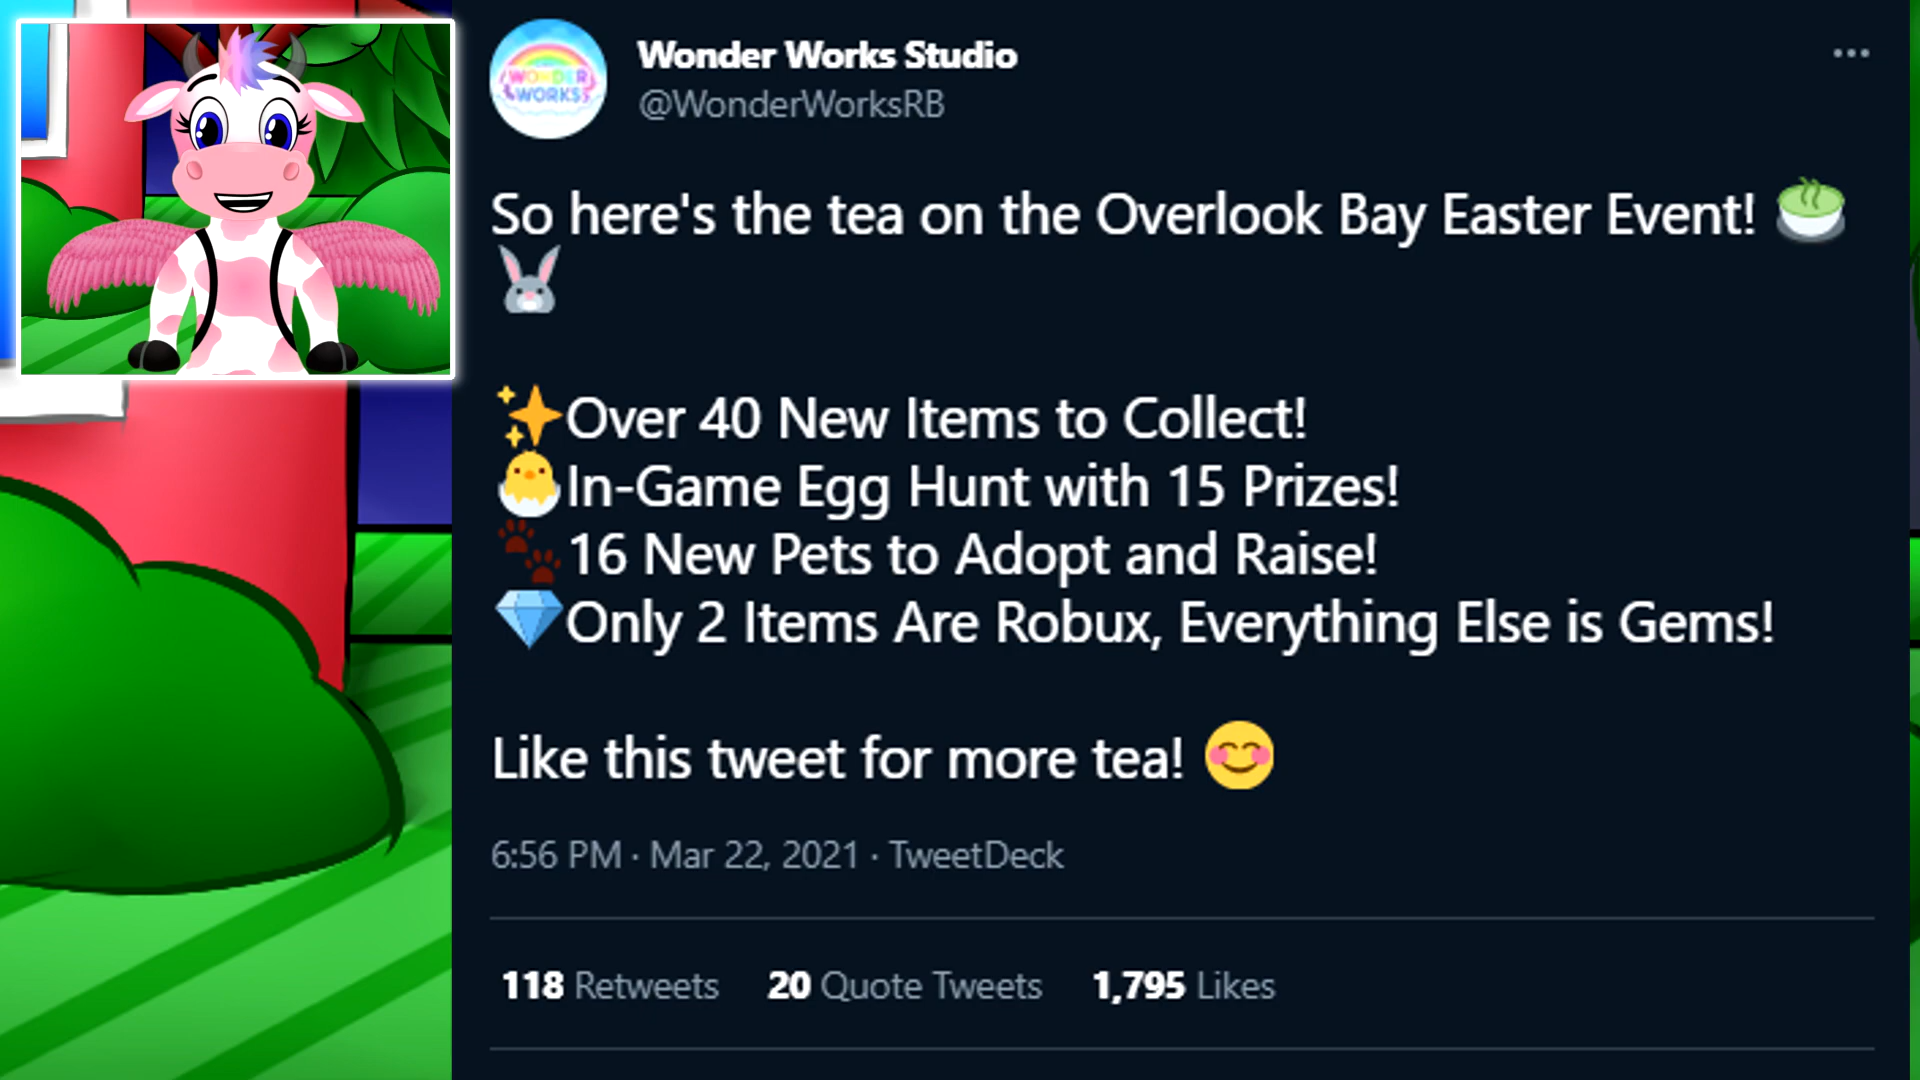 WONDER
WORKS
Wonder Works Studio
@WonderWorksRB
So here's the tea on the Overlook Bay Easter Event! 🍵
🐰
✨Over 40 New Items to Collect!
🐣In-Game Egg Hunt with 15 Prizes!
🐾16 New Pets to Adopt and Raise!
💎Only 2 Items Are Robux, Everything Else is Gems!
Like this tweet for more tea! 😊
6:56 PM · Mar 22, 2021 · TweetDeck
118 Retweets 20 Quote Tweets 1,795 Likes